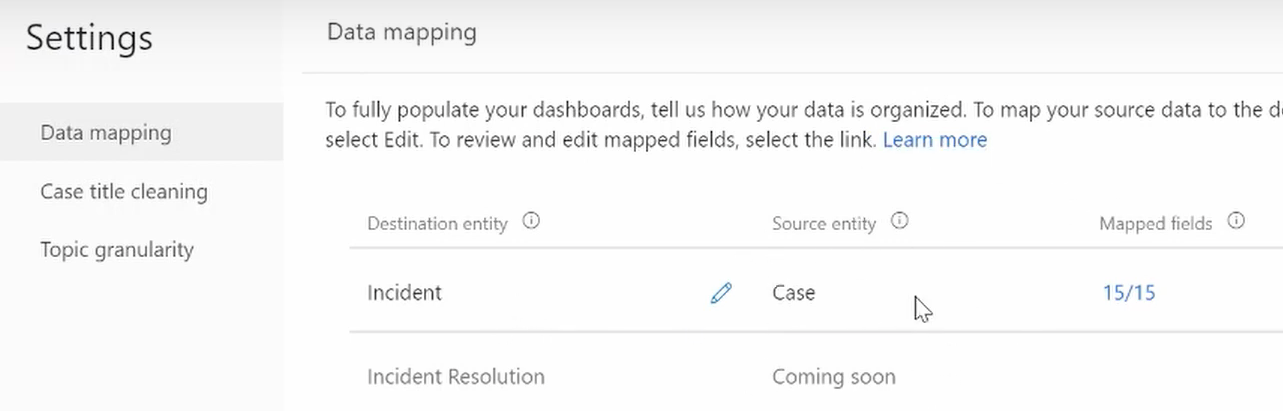 Settings
Data mapping
Case title cleaning
Topic granularity
Data mapping
To fully populate your dashboards, tell us how your data is organized. To map your source data to the
select Edit. To review and edit mapped fields, select the link. Learn more
Destination entity Source entity Mapped fields
Incident Case 15/15
Incident Resolution Coming soon